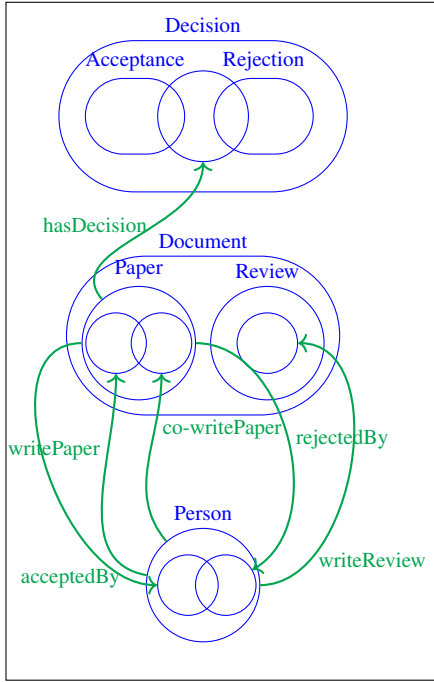 Decision
Acceptance Rejection
hasDecision
Document
Paper Review
co-writePaper
writePaper rejectedBy
Person
acceptedBy writeReview